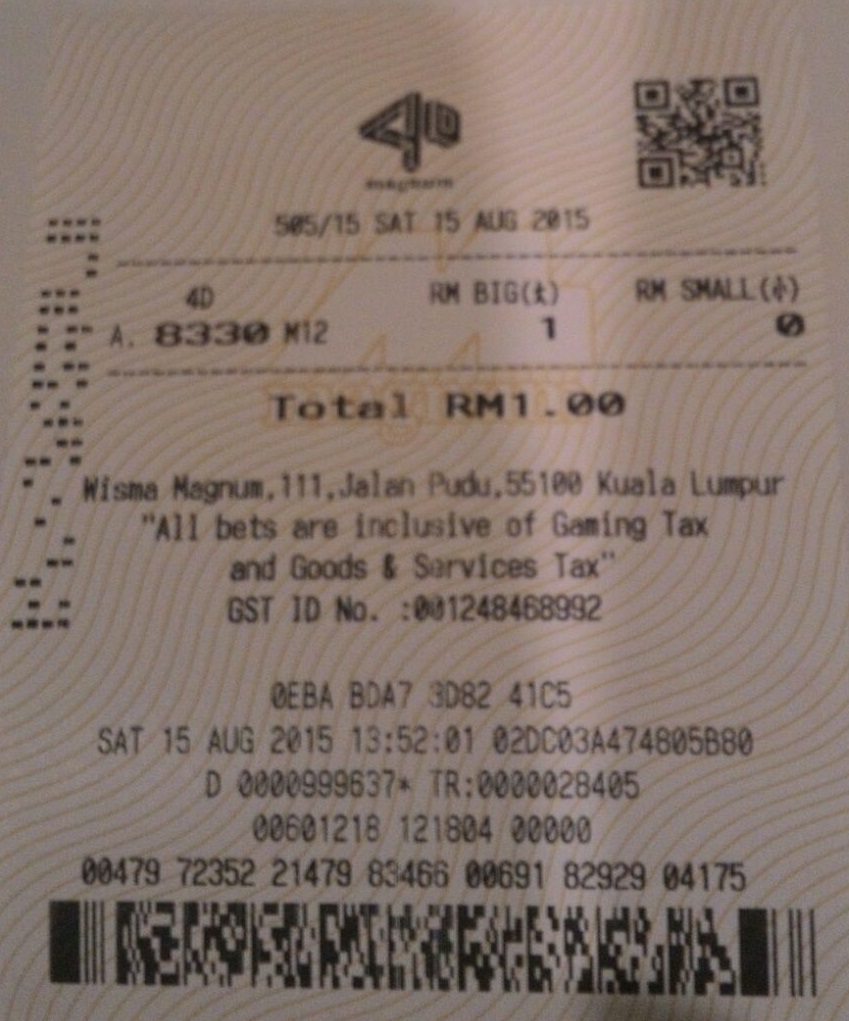 4D
magnum
505/15 SAT 15 AUG 2015
4D RM BIG(大) RM SMALL(小)
A. 8330 M12 1 0
Total RM1.00
Wisma Magnum,111,Jalan Pudu,55100 Kuala Lumpur
"All bets are inclusive of Gaming Tax
and Goods & Services Tax"
GST ID No. :001248468992
0EBA BDA7 3D82 41C5
SAT 15 AUG 2015 13:52:01 02DC03A474805B80
D 0000999637* TR:0000028405
00601218 121804 00000
00479 72352 21479 83466 00691 82929 04175